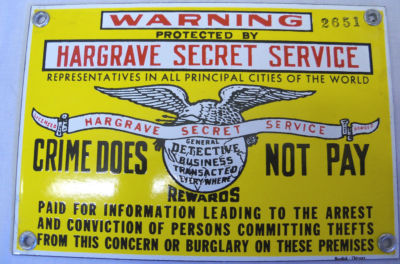 WARNING
2651
PROTECTED BY
HARGRAVE SECRET SERVICE
REPRESENTATIVES IN ALL PRINCIPAL CITIES OF THE WORLD
LICENSED HARGRAVE SECRET SERVICE BONDED
GENERAL
DETECTIVE
BUSINESS
TRANSACTED
EVERYWHERE
CRIME DOES NOT PAY
REWARDS
PAID FOR INFORMATION LEADING TO THE ARREST
AND CONVICTION OF PERSONS COMMITTING THEFTS
FROM THIS CONCERN OR BURGLARY ON THESE PREMISES